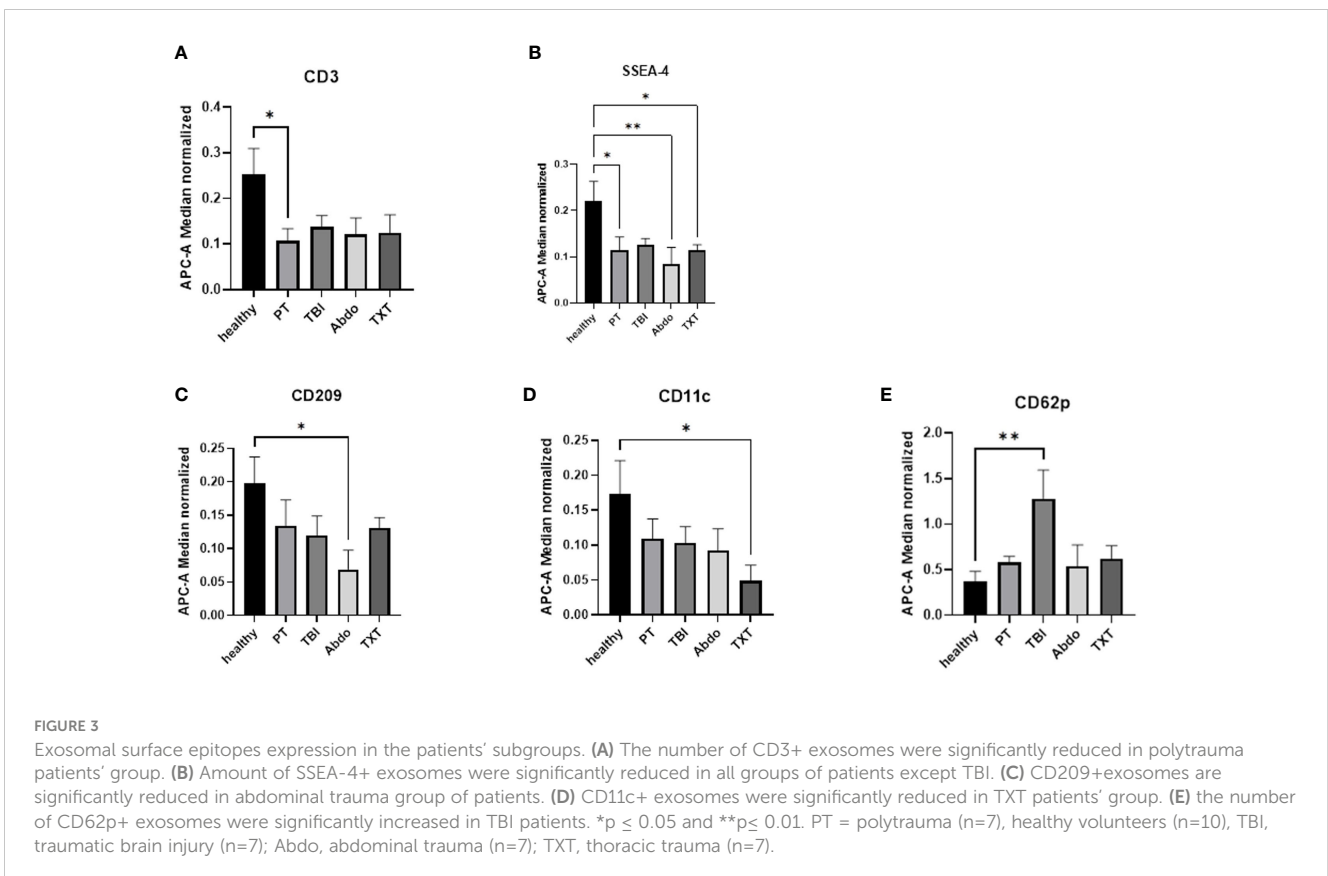 A
CD3
APC-A Median normalized
0.4
0.3
0.2
0.1
0.0
*
healthy
PT
TBI
Abdo
TXT
B
SSEA-4
APC-A Median normalized
0.3
0.2
0.1
0.0
*
**
*
healthy
PT
TBI
Abdo
TXT
C
CD209
APC-A Median normalized
0.25
0.20
0.15
0.10
0.05
0.00
*
healthy
PT
TBI
Abdo
TXT
D
CD11c
APC-A Median normalized
0.25
0.20
0.15
0.10
0.05
0.00
*
healthy
PT
TBI
Abdo
TXT
E
CD62p
APC-A Median normalized
2.0
1.5
1.0
0.5
0.0
**
healthy
PT
TBI
Abdo
TXT
FIGURE 3
Exosomal surface epitopes expression in the patients’ subgroups. (A) The number of CD3+ exosomes were significantly reduced in polytrauma
patients’ group. (B) Amount of SSEA-4+ exosomes were significantly reduced in all groups of patients except TBI. (C) CD209+exosomes are
significantly reduced in abdominal trauma group of patients. (D) CD11c+ exosomes were significantly reduced in TXT patients’ group. (E) the number
of CD62p+ exosomes were significantly increased in TBI patients. *p ≤ 0.05 and **p≤ 0.01. PT = polytrauma (n=7), healthy volunteers (n=10), TBI,
traumatic brain injury (n=7); Abdo, abdominal trauma (n=7); TXT, thoracic trauma (n=7).